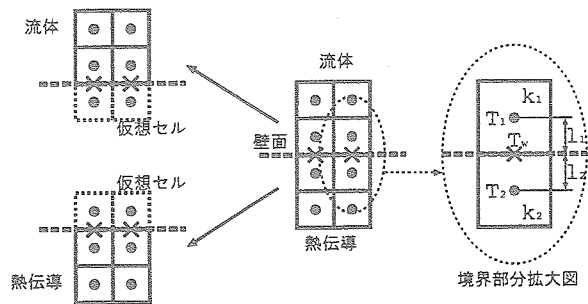 流体
仮想セル
仮想セル
熱伝導
流体
壁面
熱伝導
k₁
T₁
l₁
T_w
l₂
T₂
k₂
境界部分拡大図